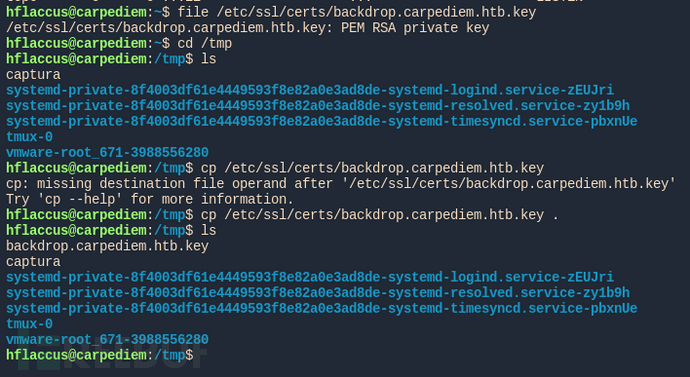 hflaccus@carpediem:~$ file /etc/ssl/certs/backdrop.carpediem.htb.key
/etc/ssl/certs/backdrop.carpediem.htb.key: PEM RSA private key
hflaccus@carpediem:~$ cd /tmp
hflaccus@carpediem:/tmp$ ls
captura
systemd-private-8f4003df61e4449593f8e82a0e3ad8de-systemd-logind.service-zEUJri
systemd-private-8f4003df61e4449593f8e82a0e3ad8de-systemd-resolved.service-zy1b9h
systemd-private-8f4003df61e4449593f8e82a0e3ad8de-systemd-timesyncd.service-pbxnUe
tmux-0
vmware-root_671-3988556280
hflaccus@carpediem:/tmp$ cp /etc/ssl/certs/backdrop.carpediem.htb.key
cp: missing destination file operand after '/etc/ssl/certs/backdrop.carpediem.htb.key'
Try 'cp --help' for more information.
hflaccus@carpediem:/tmp$ cp /etc/ssl/certs/backdrop.carpediem.htb.key .
hflaccus@carpediem:/tmp$ ls
backdrop.carpediem.htb.key
captura
systemd-private-8f4003df61e4449593f8e82a0e3ad8de-systemd-logind.service-zEUJri
systemd-private-8f4003df61e4449593f8e82a0e3ad8de-systemd-resolved.service-zy1b9h
systemd-private-8f4003df61e4449593f8e82a0e3ad8de-systemd-timesyncd.service-pbxnUe
tmux-0
vmware-root_671-3988556280
hflaccus@carpediem:/tmp$